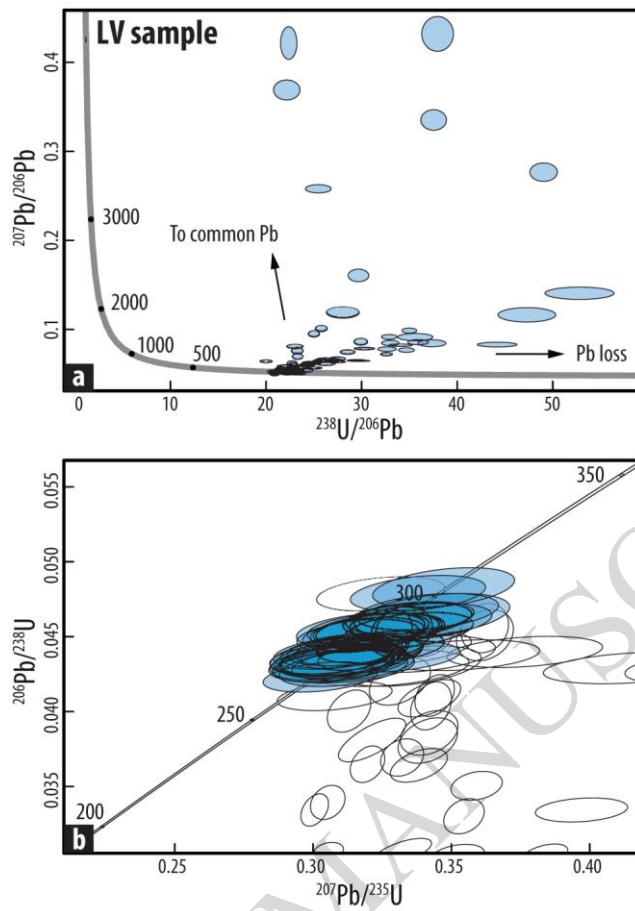 LV sample
0.4
0.3
0.2
0.1
²⁰⁷Pb/²⁰⁶Pb
3000
2000
1000
500
To common Pb
Pb loss
a
0 10 20 30 40 50
²³⁸U/²⁰⁶Pb
0.055
0.050
0.045
0.040
0.035
²⁰⁶Pb/²³⁸U
350
300
250
200
b
0.25 0.30 0.35 0.40
²⁰⁷Pb/²³⁵U
MANUSC